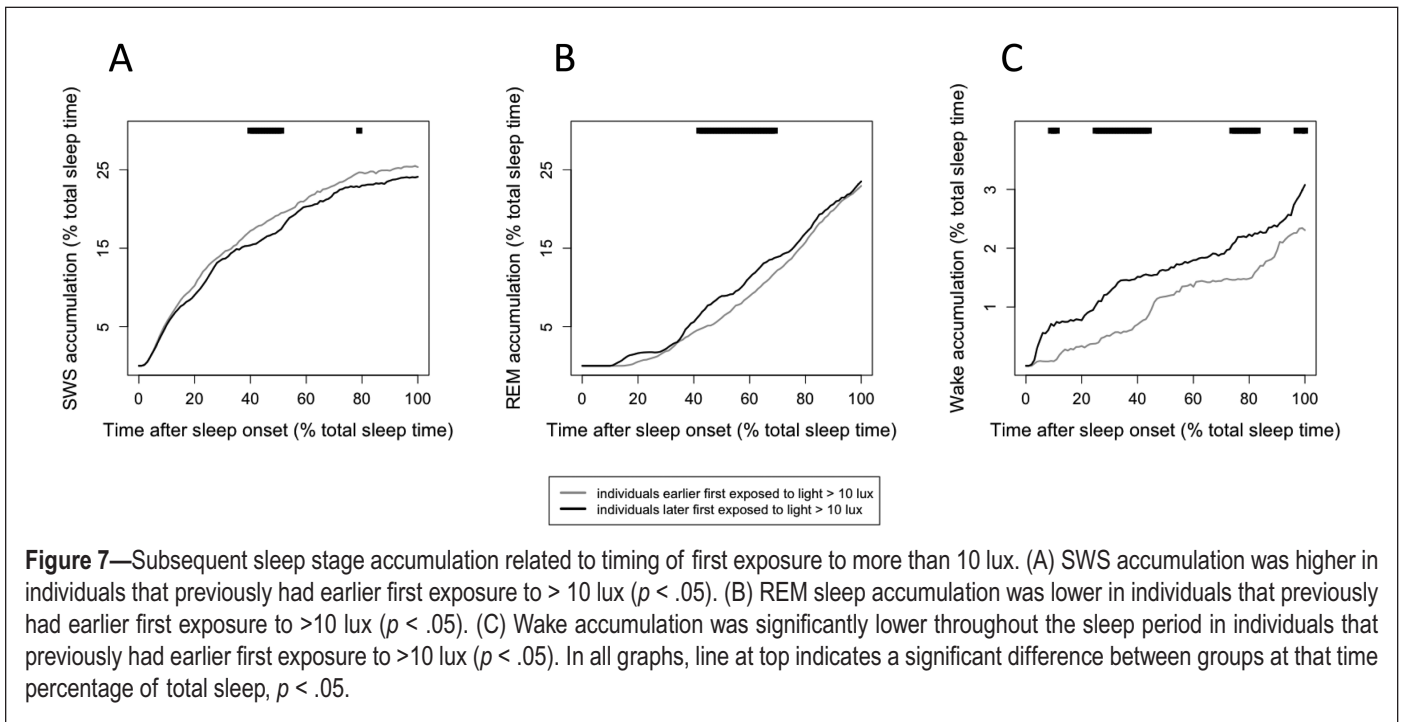 A
B
C
SWS accumulation (% total sleep time)
5
15
25
0 20 40 60 80 100
Time after sleep onset (% total sleep time)
REM accumulation (% total sleep time)
5
15
25
0 20 40 60 80 100
Time after sleep onset (% total sleep time)
Wake accumulation (% total sleep time)
1
2
3
0 20 40 60 80 100
Time after sleep onset (% total sleep time)
individuals earlier first exposed to light > 10 lux
individuals later first exposed to light > 10 lux
Figure 7—Subsequent sleep stage accumulation related to timing of first exposure to more than 10 lux. (A) SWS accumulation was higher in
individuals that previously had earlier first exposure to > 10 lux (p < .05). (B) REM sleep accumulation was lower in individuals that previously
had earlier first exposure to >10 lux (p < .05). (C) Wake accumulation was significantly lower throughout the sleep period in individuals that
previously had earlier first exposure to >10 lux (p < .05). In all graphs, line at top indicates a significant difference between groups at that time
percentage of total sleep, p < .05.